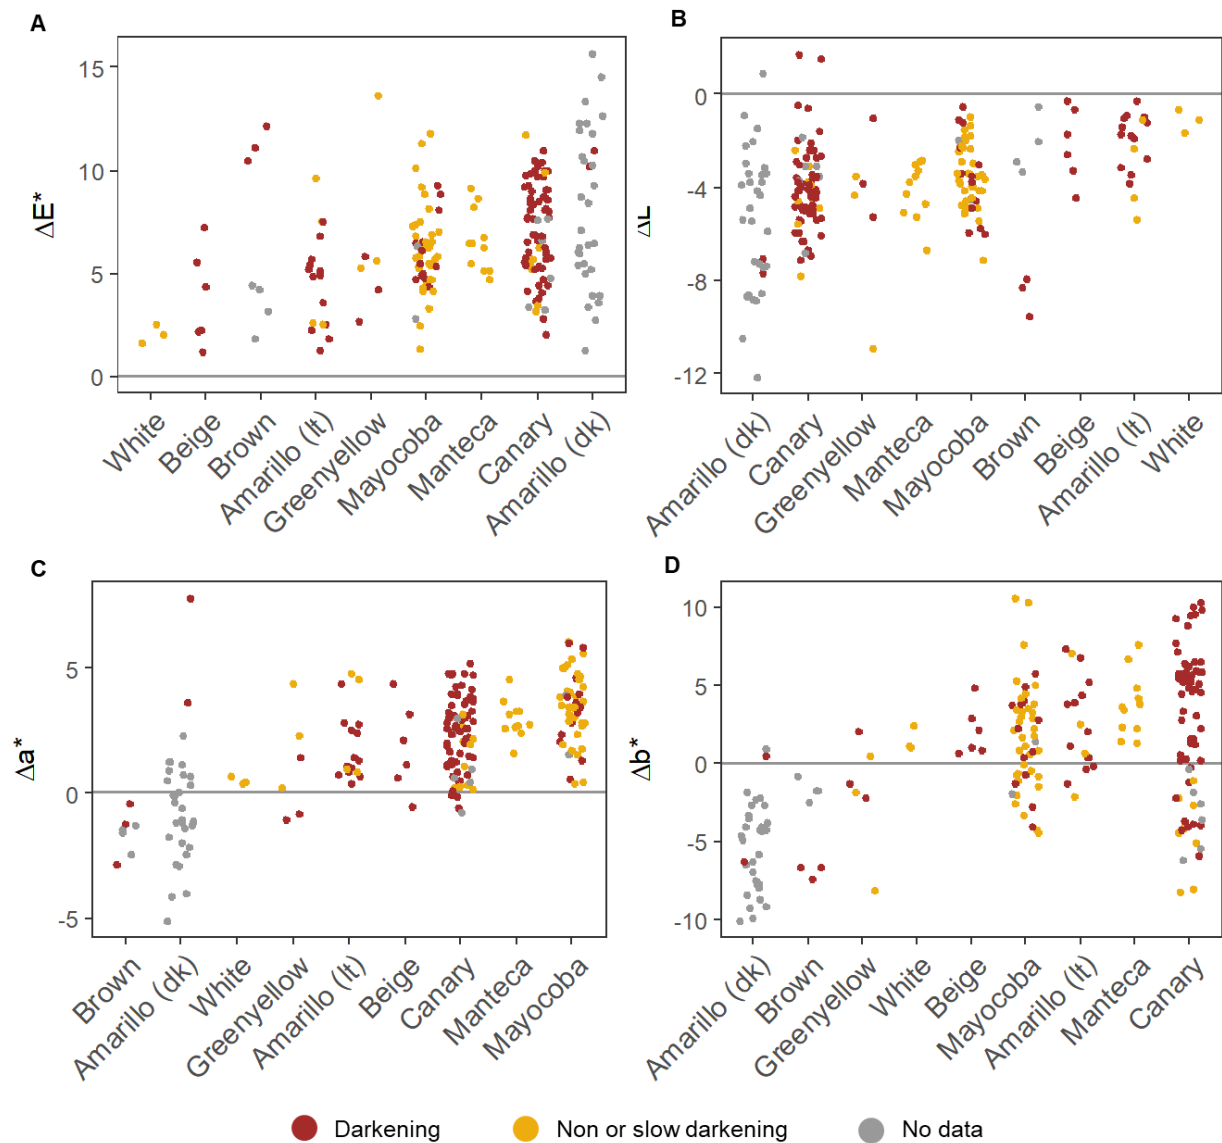 A
ΔE*
15
10
5
0
White
Beige
Brown
Amarillo (lt)
Greenyellow
Mayocoba
Manteca
Canary
Amarillo (dk)
B
ΔL
0
-4
-8
-12
Amarillo (dk)
Canary
Greenyellow
Manteca
Mayocoba
Brown
Beige
Amarillo (lt)
White
C
Δa*
5
0
-5
Brown
Amarillo (dk)
White
Greenyellow
Amarillo (lt)
Beige
Canary
Manteca
Mayocoba
D
Δb*
10
5
0
-5
-10
Amarillo (dk)
Brown
Greenyellow
White
Beige
Mayocoba
Amarillo (lt)
Manteca
Canary
Darkening
Non or slow darkening
No data